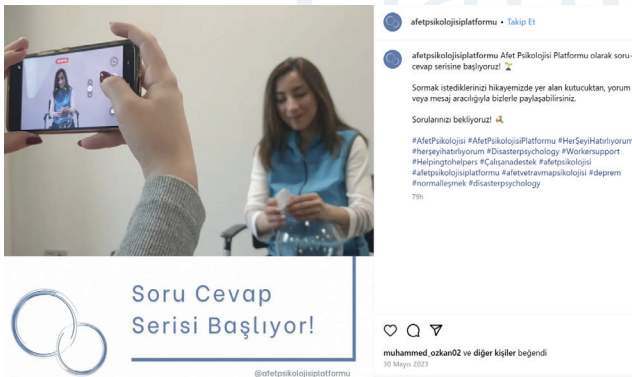 Soru Cevap
Serisi Başlıyor!
@afetpsikolojisiplatformu
afetpsikolojisiplatformu • Takip Et
afetpsikolojisiplatformu Afet Psikolojisi Platformu olarak soru-
cevap serisine başlıyoruz! 🌱
Sormak istediklerinizi hikayemizde yer alan kutucuktan, yorum
veya mesaj aracılığıyla bizlerle paylaşabilirsiniz.
Sorularınızı bekliyoruz!
#AfetPsikolojisi #AfetPsikolojisiPlatformu #HerŞeyiHatırlıyorum
#herşeyihatırlıyorum #Disasterpsychology #Workersupport
#Helpingtohelpers #Çalışanadestek #afetpsikolojisi
#afetpsikolojisiplatformu #afetvetravmapsikolojisi #deprem
#normalleşmek #disasterpsychology
79h
muhammed_ozkan02 ve diğer kişiler beğendi
30 Mayıs 2023